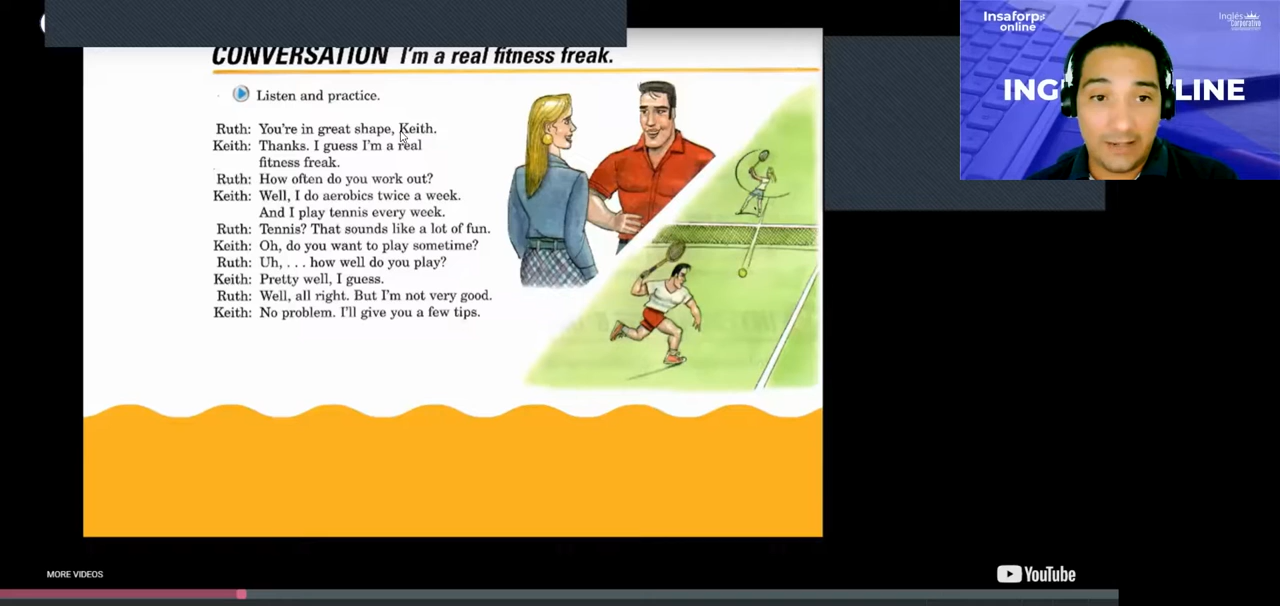 CONVERSATION I'm a real fitness freak.
Listen and practice.
Ruth: You're in great shape, Keith.
Keith: Thanks. I guess I'm a real
fitness freak.
Ruth: How often do you work out?
Keith: Well, I do aerobics twice a week.
And I play tennis every week.
Ruth: Tennis? That sounds like a lot of fun.
Keith: Oh, do you want to play sometime?
Ruth: Uh, . . . how well do you play?
Keith: Pretty well, I guess.
Ruth: Well, all right. But I'm not very good.
Keith: No problem. I'll give you a few tips.
Insaforp
online
Inglés
Corporativo
ING LINE
MORE VIDEOS
YouTube